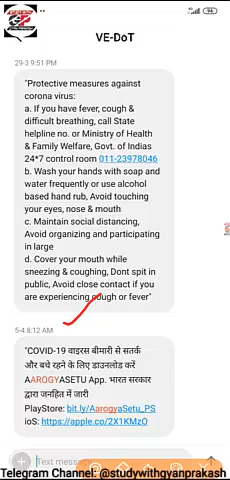 94
VE-DoT
29-3 9:51 PM
"Protective measures against
corona virus:
a. If you have fever, cough &
difficult breathing, call State
helpline no. or Ministry of Health
& Family Welfare, Govt. of Indias
24*7 control room 011-23978046
b. Wash your hands with soap and
water frequently or use alcohol
based hand rub, Avoid touching
your eyes, nose & mouth
c. Maintain social distancing,
Avoid organizing and participating
in large
d. Cover your mouth while
sneezing & coughing, Dont spit in
public, Avoid close contact if you
are experiencing cough or fever"
5-4 8:12 AM
"COVID-19 वाइरस बीमारी से सतर्क
और बचे रहने के लिए डाउनलोड करें
AAROGYASETU App. भारत सरकार
द्वारा जनहित में जारी
PlayStore: bit.ly/AarogyaSetu_PS
ioS: https://apple.co/2X1KMzO
Text message
Telegram Channel:- @studywithgyanprakash